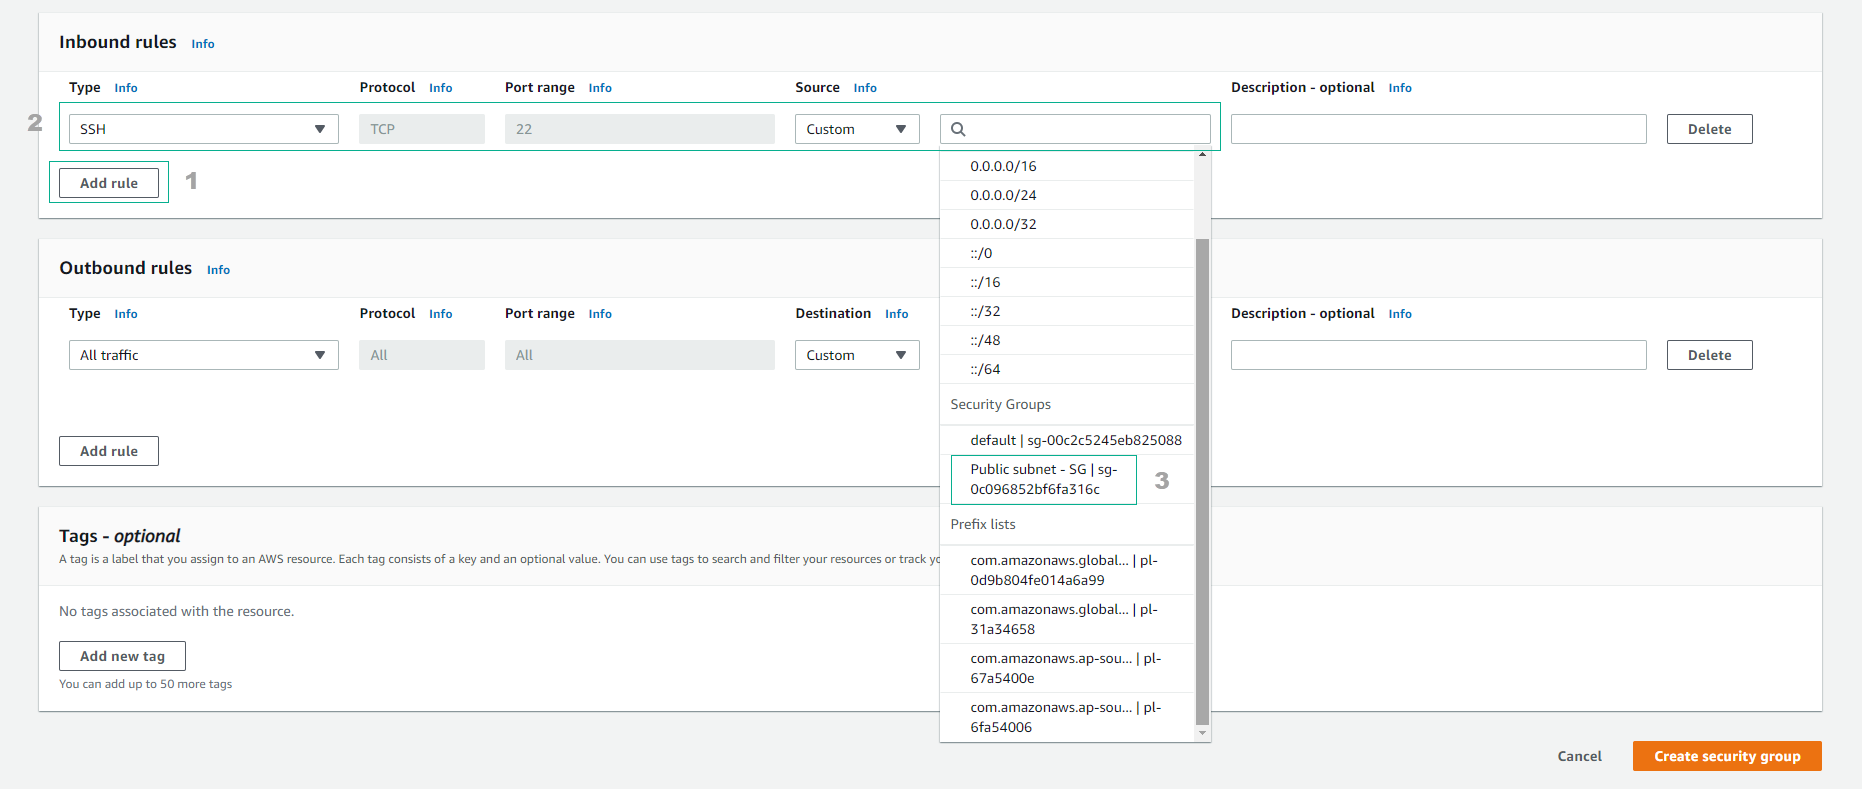 Inbound rules Info
Type Info Protocol Info Port range Info Source Info Description - optional Info
2 SSH TCP 22 Custom Delete
Add rule 1
0.0.0.0/16
0.0.0.0/24
0.0.0.0/32
::/0
::/16
::/32
::/48
::/64
Security Groups
default | sg-00c2c5245eb825088
Public subnet - SG | sg-
0c096852bf6fa316c
3
Prefix lists
com.amazonaws.global... | pl-
0d9b804fe014a6a99
com.amazonaws.global... | pl-
31a34658
com.amazonaws.ap-sou... | pl-
67a5400e
com.amazonaws.ap-sou... | pl-
6fa54006
Outbound rules Info
Type Info Protocol Info Port range Info Destination Info Description - optional Info
All traffic All All Custom Delete
Add rule
Tags - optional
A tag is a label that you assign to an AWS resource. Each tag consists of a key and an optional value. You can use tags to search and filter your resources or track yo
No tags associated with the resource.
Add new tag
You can add up to 50 more tags
Cancel Create security group